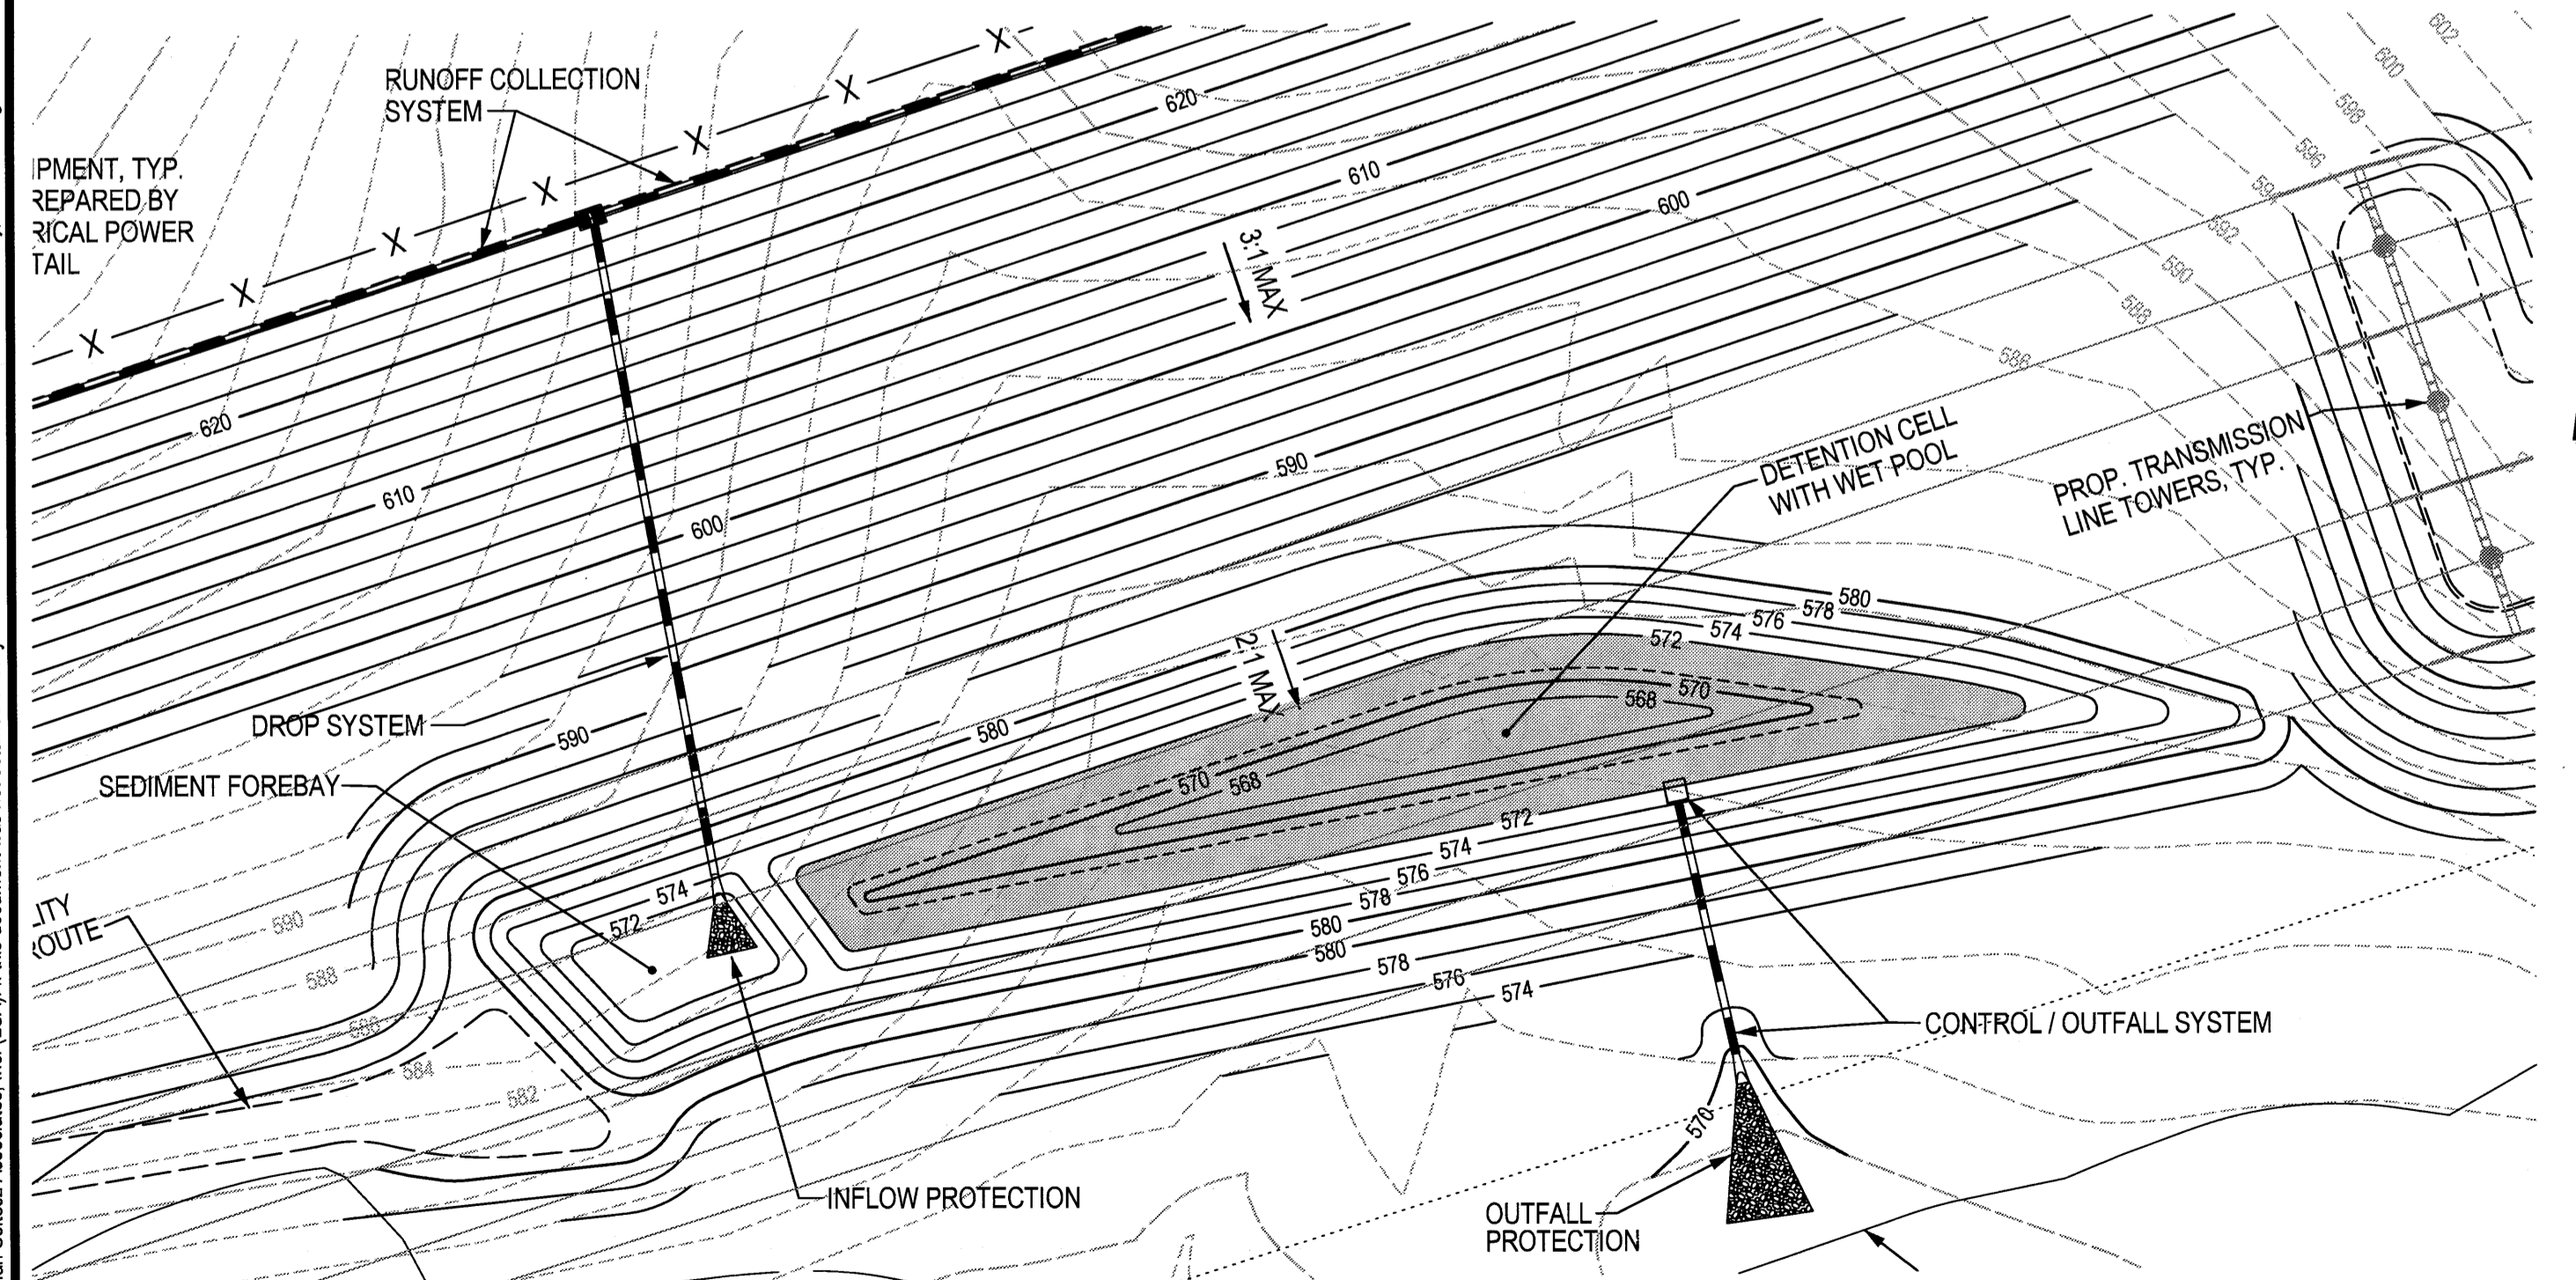 RUNOFF COLLECTION
SYSTEM
IPMENT, TYP.
REPARED BY
RICAL POWER
TAIL
X
X
X
X
X
X
X
620
610
600
3:1 MAX
602
600
598
596
592
590
588
586
620
610
600
590
DETENTION CELL
WITH WET POOL
PROP. TRANSMISSION
LINE TOWERS, TYP.
580
578
576
574
572
570
568
2:1 MAX
580
590
DROP SYSTEM
SEDIMENT FOREBAY
570
568
572
574
576
578
580
580
578
576
574
574
572
LITY
ROUTE
590
588
586
584
582
CONTROL / OUTFALL SYSTEM
INFLOW PROTECTION
570
OUTFALL
PROTECTION